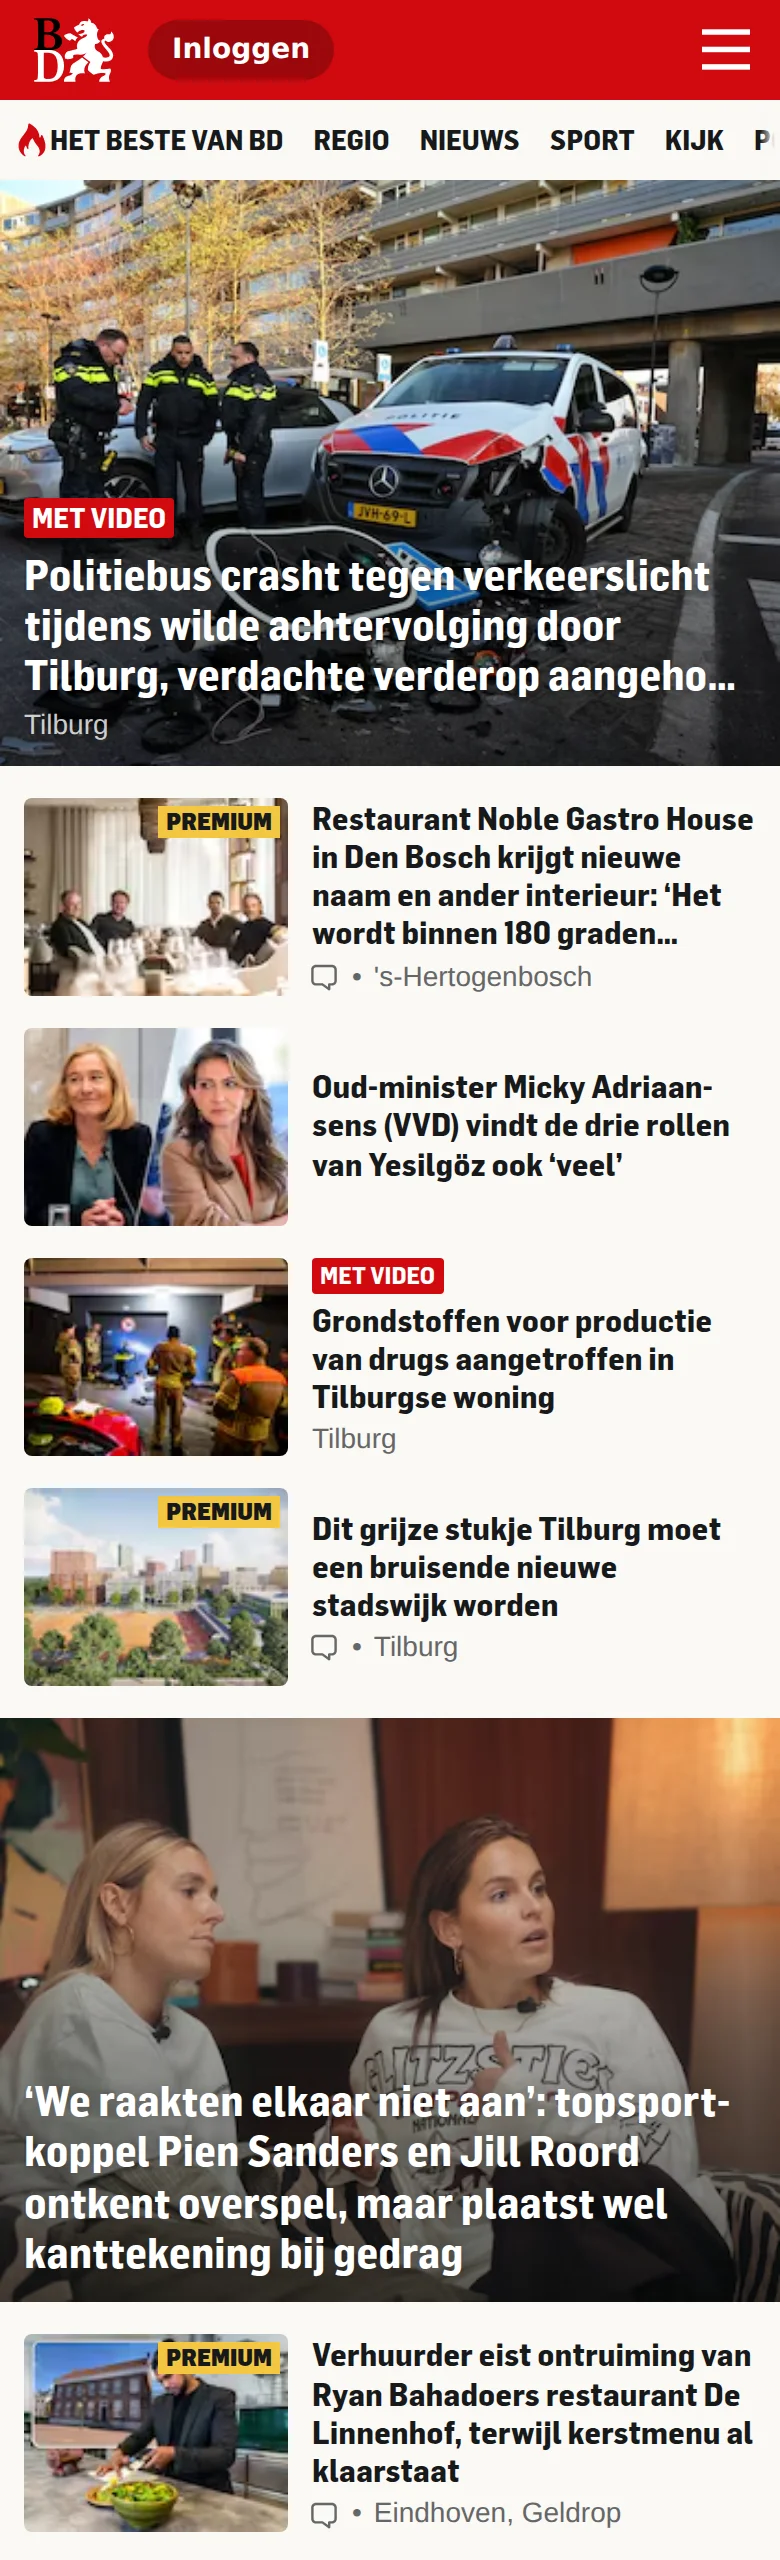 BD
Inloggen
HET BESTE VAN BD REGIO NIEUWS SPORT KIJK
POLITIE
JVH-69-L
MET VIDEO
Politiebus crasht tegen verkeerslicht
tijdens wilde achtervolging door
Tilburg, verdachte verderop aangeho...
Tilburg
PREMIUM
Restaurant Noble Gastro House
in Den Bosch krijgt nieuwe
naam en ander interieur: ‘Het
wordt binnen 180 graden...
• 's-Hertogenbosch
Oud-minister Micky Adriaan-
sens (VVD) vindt de drie rollen
van Yesilgöz ook ‘veel’
MET VIDEO
Grondstoffen voor productie
van drugs aangetroffen in
Tilburgse woning
Tilburg
PREMIUM
Dit grijze stukje Tilburg moet
een bruisende nieuwe
stadswijk worden
• Tilburg
‘We raakten elkaar niet aan’: topsport-
koppel Pien Sanders en Jill Roord
ontkent overspel, maar plaatst wel
kanttekening bij gedrag
PREMIUM
Verhuurder eist ontruiming van
Ryan Bahadoers restaurant De
Linnenhof, terwijl kerstmenu al
klaarstaat
• Eindhoven, Geldrop